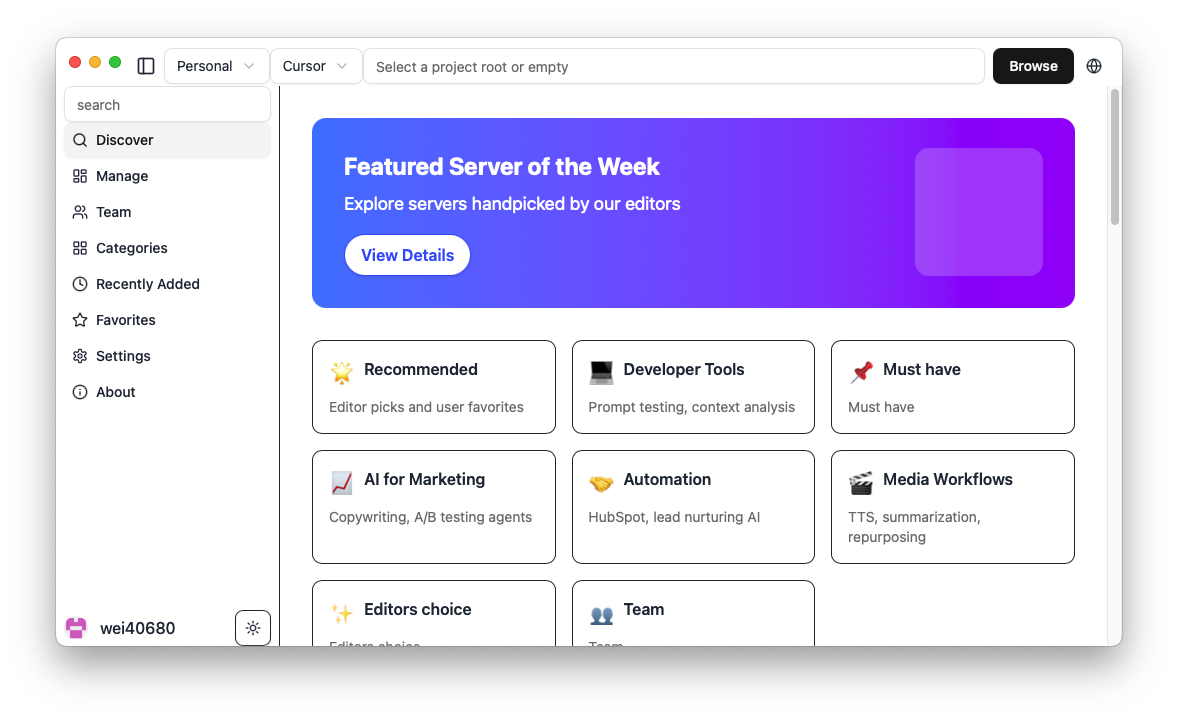 Personal
Cursor
Select a project root or empty
Browse
search
Discover
Manage
Team
Categories
Recently Added
Favorites
Settings
About
wei40680
Featured Server of the Week
Explore servers handpicked by our editors
View Details
Recommended
Editor picks and user favorites
Developer Tools
Prompt testing, context analysis
Must have
Must have
AI for Marketing
Copywriting, A/B testing agents
Automation
HubSpot, lead nurturing AI
Media Workflows
TTS, summarization,
repurposing
Editors choice
Editors choice
Team
Team